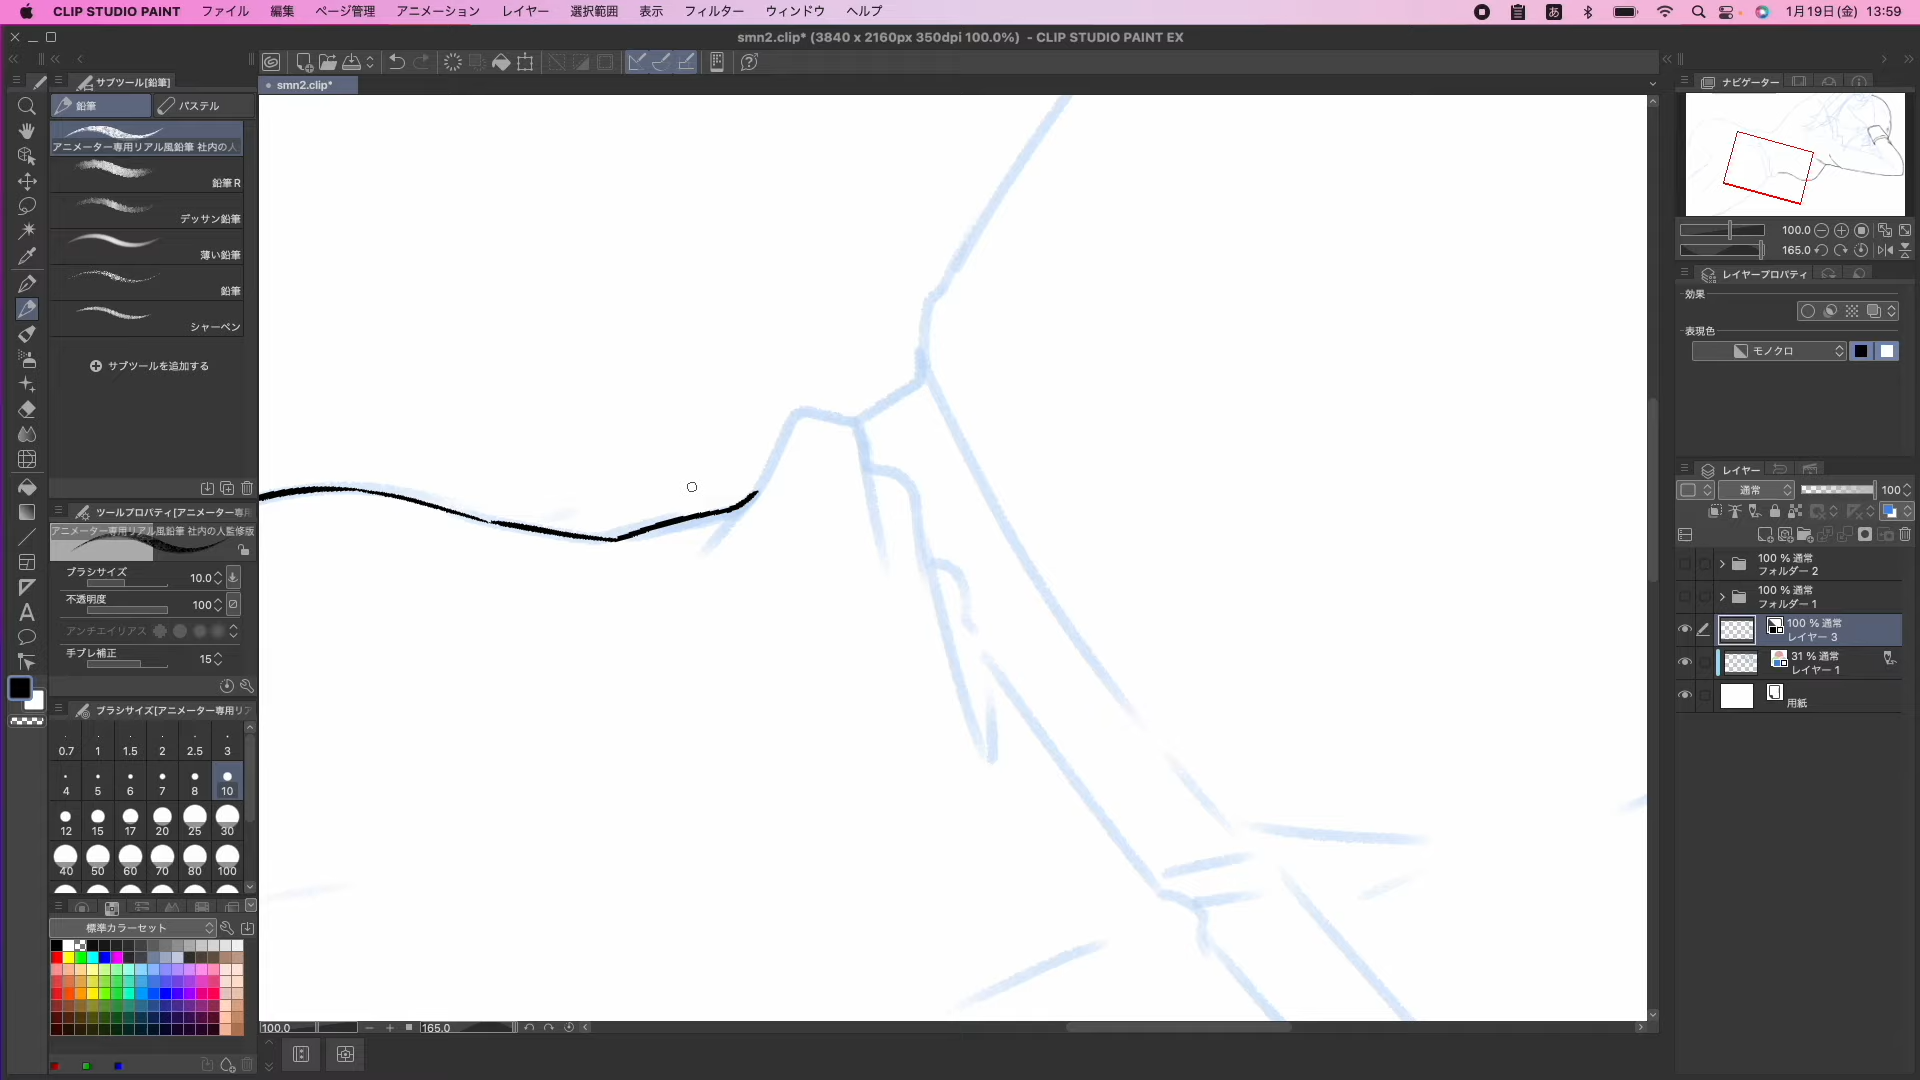 CLIP STUDIO PAINT ファイル 編集 ページ管理 アニメーション レイヤー 選択範囲 表示 フィルター ウィンドウ ヘルプ
あ
1月19日(金) 13:59
smn2.clip* (3840 x 2160px 350dpi 100.0%) - CLIP STUDIO PAINT EX
サブツール[鉛筆]
smn2.clip*
鉛筆 パステル
アニメーター専用リアル風鉛筆 社内の人
鉛筆R
デッサン鉛筆
薄い鉛筆
鉛筆
シャーペン
サブツールを追加する
ツールプロパティ[アニメーター専用
アニメーター専用リアル風鉛筆 社内の人監修版
ブラシサイズ 10.0
不透明度 100
アンチエイリアス
手ブレ補正 15
ブラシサイズ[アニメーター専用リア
0.7 1 1.5 2 2.5 3
4 5 6 7 8 10
12 15 17 20 25 30
40 50 60 70 80 100
標準カラーセット
100.0 165.0
ナビゲーター
100.0
165.0
レイヤープロパティ
効果
表現色
モノクロ
レイヤー
通常 100
100 % 通常
フォルダー 2
100 % 通常
フォルダー 1
100 % 通常
レイヤー 3
31 % 通常
レイヤー 1
用紙